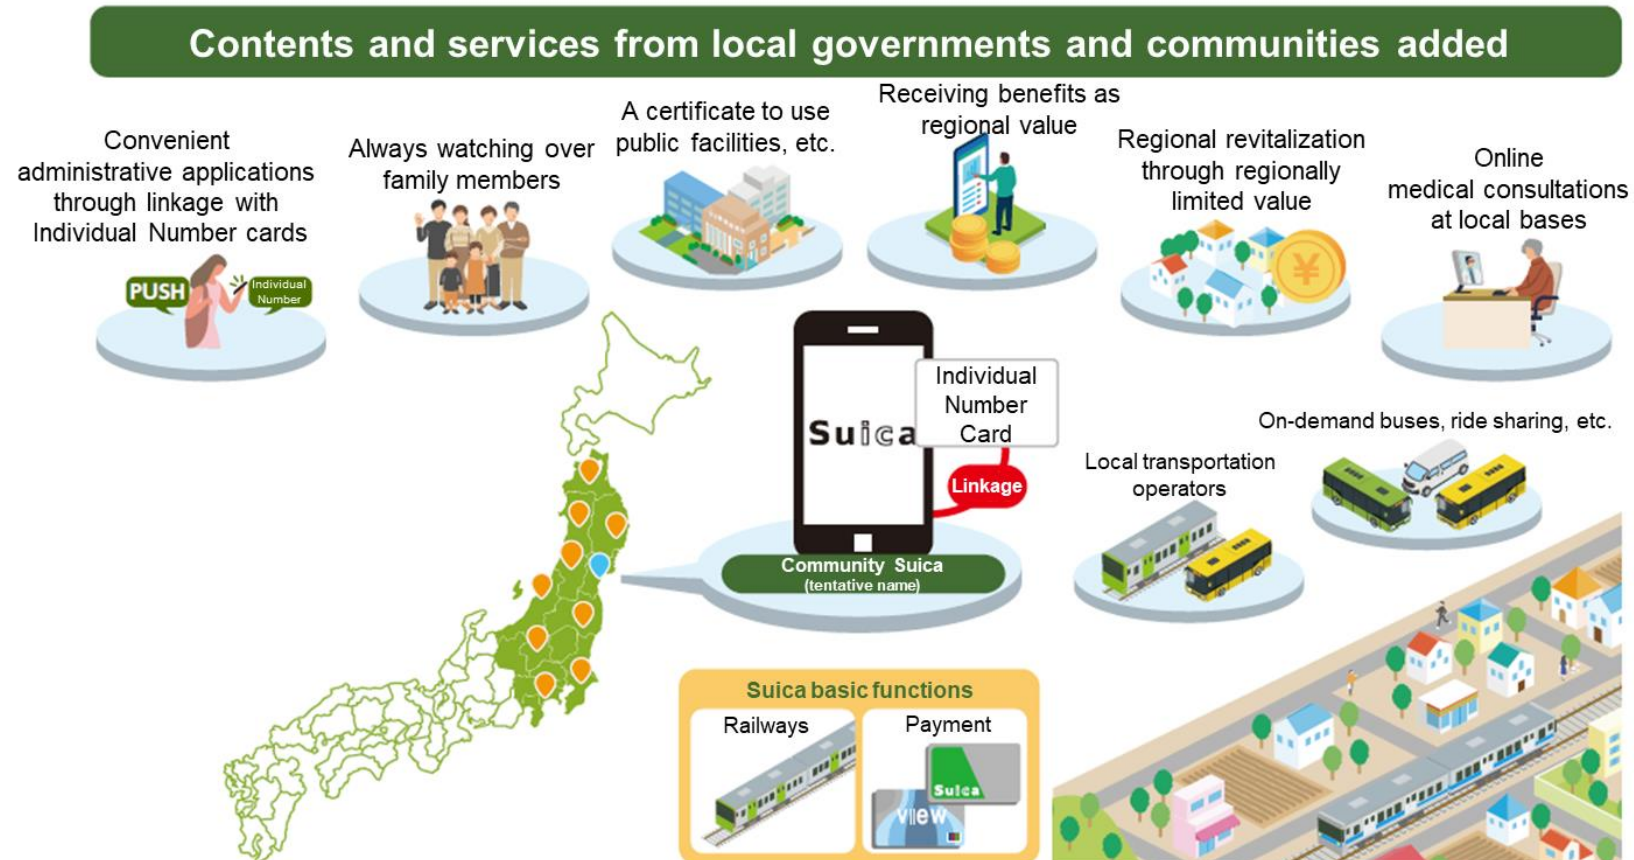 Contents and services from local governments and communities added
Convenient
administrative applications
through linkage with
Individual Number cards
PUSH
Individual
Number
Always watching over
family members
A certificate to use
public facilities, etc.
Receiving benefits as
regional value
Regional revitalization
through regionally
limited value
¥
Online
medical consultations
at local bases
Suica
Individual
Number
Card
Linkage
Community Suica
(tentative name)
Local transportation
operators
On-demand buses, ride sharing, etc.
Suica basic functions
Railways
Payment
Suica
VIEW